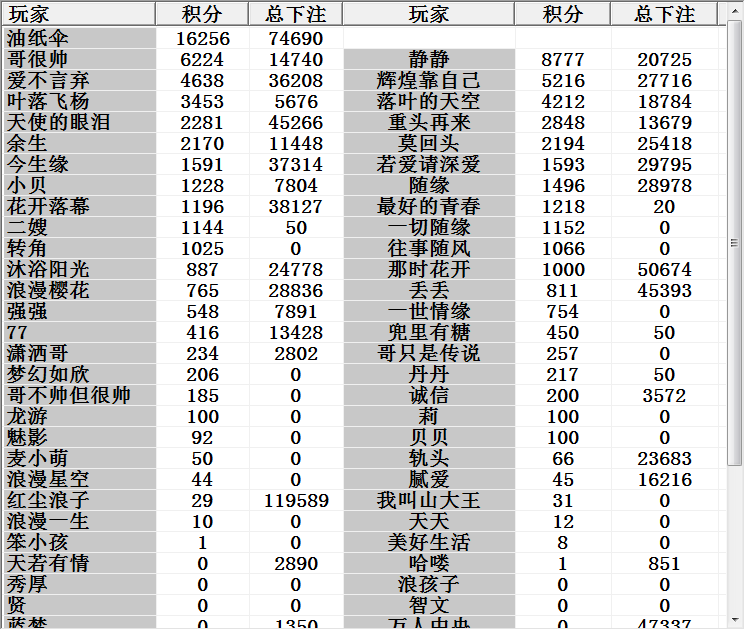 玩家 积分 总下注 玩家 积分 总下注
油纸伞 16256 74690
哥很帅 6224 14740 静静 8777 20725
爱不言弃 4638 36208 辉煌靠自己 5216 27716
叶落飞杨 3453 5676 落叶的天空 4212 18784
天使的眼泪 2281 45266 重头再来 2848 13679
余生 2170 11448 莫回头 2194 25418
今生缘 1591 37314 若爱请深爱 1593 29795
小贝 1228 7804 随缘 1496 28978
花开落幕 1196 38127 最好的青春 1218 20
二嫂 1144 50 一切随缘 1152 0
转角 1025 0 往事随风 1066 0
沐浴阳光 887 24778 那时花开 1000 50674
浪漫樱花 765 28836 丢丢 811 45393
强强 548 7891 一世情缘 754 0
77 416 13428 兜里有糖 450 50
潇洒哥 234 2802 哥只是传说 257 0
梦幻如欣 206 0 丹丹 217 50
哥不帅但很帅 185 0 诚信 200 3572
龙游 100 0 莉 100 0
魅影 92 0 贝贝 100 0
麦小萌 50 0 轨头 66 23683
浪漫星空 44 0 腻爱 45 16216
红尘浪子 29 119589 我叫山大王 31 0
浪漫一生 10 0 天天 12 0
笨小孩 1 0 美好生活 8 0
天若有情 0 2890 哈喽 1 851
秀厚 0 0 浪孩子 0 0
贤 0 0 智文 0 0
蓝梦 0 1350 万人中央 0 47337